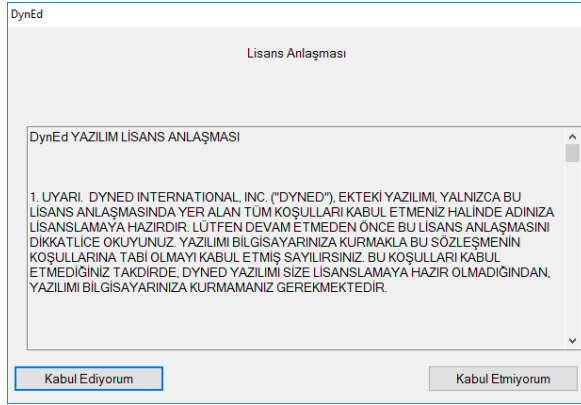 DynEd
Lisans Anlaşması
DynEd YAZILIM LİSANS ANLAŞMASI
1. UYARI.  DYNED INTERNATIONAL, INC. ("DYNED"), EKTEKİ YAZILIMI, YALNIZCA BU
LİSANS ANLAŞMASINDA YER ALAN TÜM KOŞULLARI KABUL ETMENİZ HALİNDE ADINIZA
LİSANSLAMAYA HAZIRDIR. LÜTFEN DEVAM ETMEDEN ÖNCE BU LİSANS ANLAŞMASINI
DİKKATLİCE OKUYUNUZ. YAZILIMI BİLGİSAYARINIZA KURMAKLA BU SÖZLEŞMENİN
KOŞULLARINA TABİ OLMAYI KABUL ETMİŞ SAYILIRSINIZ. BU KOŞULLARI KABUL
ETMEDİĞİNİZ TAKDİRDE, DYNED YAZILIMI SİZE LİSANSLAMAYA HAZIR OLMADIĞINDAN,
YAZILIMI BİLGİSAYARINIZA KURMAMANIZ GEREKMEKTEDİR.
Kabul Ediyorum
Kabul Etmiyorum